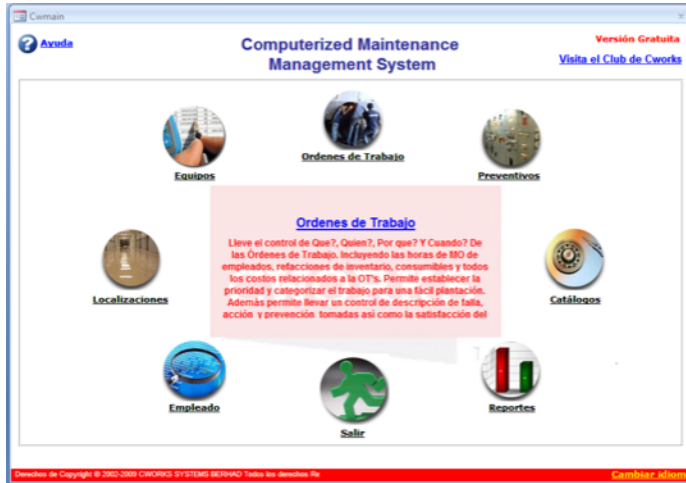 Cwmain
Ayuda
Computerized Maintenance
Management System
Versión Gratuita
Visita el Club de Cworks
Equipos
Ordenes de Trabajo
Preventivos
Localizaciones
Ordenes de Trabajo
Lleve el control de Que?, Quien?, Por que? Y Cuando? De
las Órdenes de Trabajo. Incluyendo las horas de MO de
empleados, refacciones de inventario, consumibles y todos
los costos relacionados a la OT's. Permite establecer la
prioridad y categorizar el trabajo para una fácil plantación.
Además permite llevar un control de descripción de falla,
acción y prevención tomadas así como la satisfacción del
Catálogos
Empleado
Salir
Reportes
Derechos de Copyright © 2002-2009 CWORKS SYSTEMS BERHAD Todos los derechos Re
Cambiar idiom